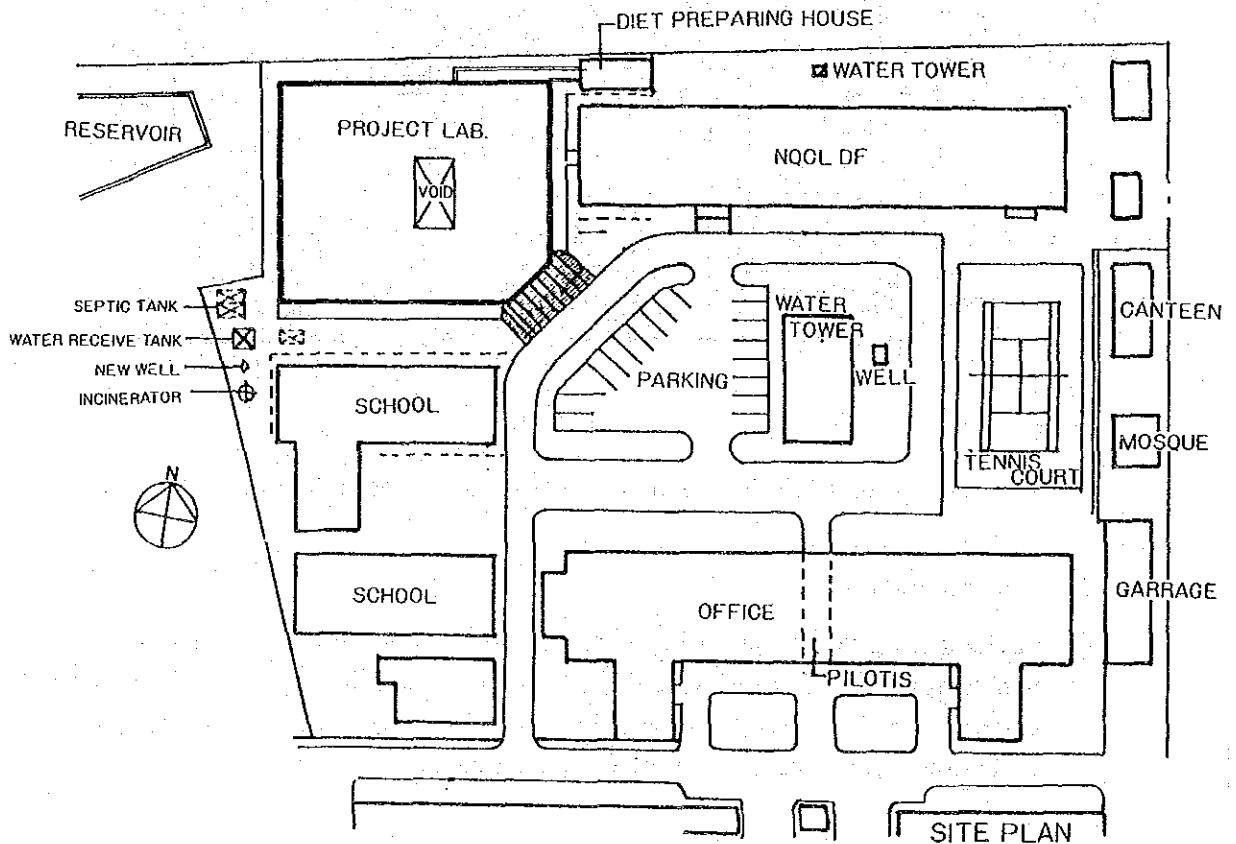 DIET PREPARING HOUSE
WATER TOWER
RESERVOIR
PROJECT LAB.
VOID
NQCL DF
SEPTIC TANK
WATER RECEIVE TANK
NEW WELL
INCINERATOR
WATER
TOWER
WELL
PARKING
CANTEEN
SCHOOL
MOSQUE
TENNIS
COURT
N
SCHOOL
OFFICE
GARRAGE
PILOTIS
SITE PLAN